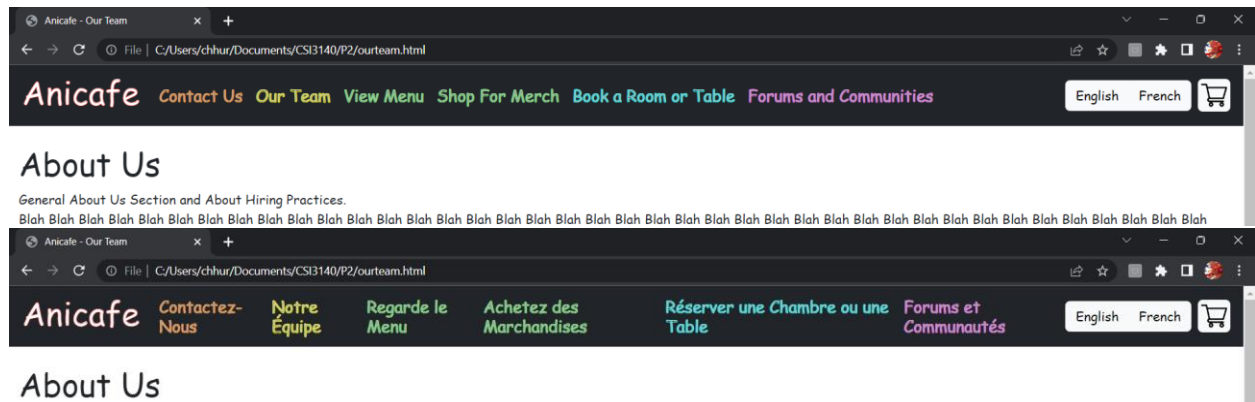 Anicafe - Our Team
File | C:/Users/chhur/Documents/CSI3140/P2/ourteam.html
Anicafe Contact Us Our Team View Menu Shop For Merch Book a Room or Table Forums and Communities English French
About Us
General About Us Section and About Hiring Practices.
Blah Blah Blah Blah Blah Blah Blah Blah Blah Blah Blah Blah Blah Blah Blah Blah Blah Blah Blah Blah Blah Blah Blah Blah Blah Blah Blah Blah Blah Blah Blah Blah Blah Blah Blah Blah Blah Blah Blah Blah
Anicafe - Our Team
File | C:/Users/chhur/Documents/CSI3140/P2/ourteam.html
Anicafe Contactez- Notre Regarde le Achetez des Réserver une Chambre ou une Forums et English French
Nous Équipe Menu Marchandises Table Communautés
About Us